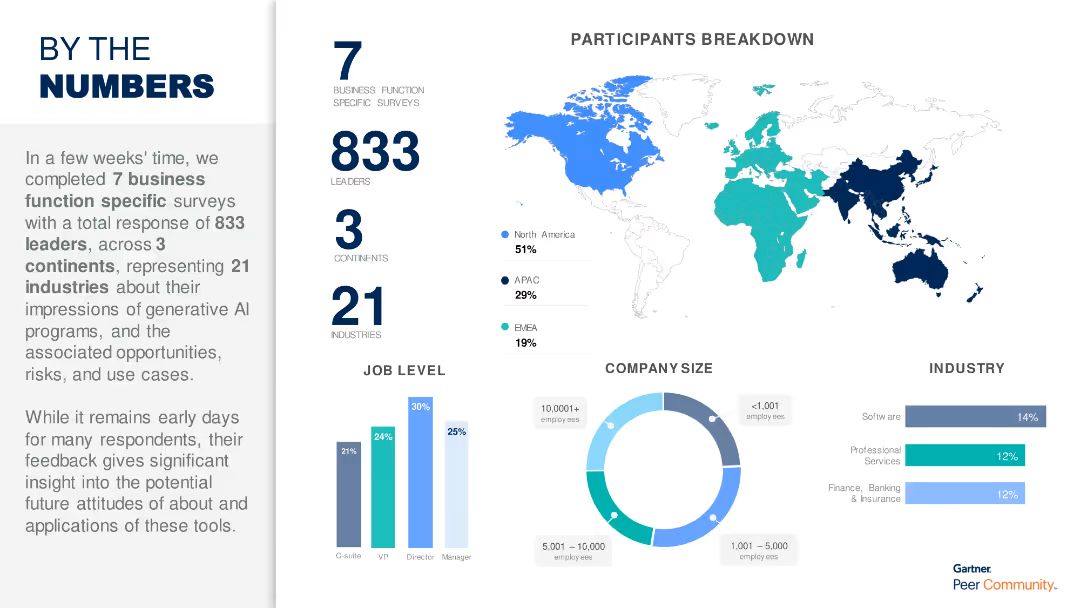 BY THE
NUMBERS
In a few weeks' time, we
completed 7 business
function specific surveys
with a total response of 833
leaders, across 3
continents, representing 21
industries about their
impressions of generative AI
programs, and the
associated opportunities,
risks, and use cases.
While it remains early days
for many respondents, their
feedback gives significant
insight into the potential
future attitudes of about and
applications of these tools.
7
BUSINESS FUNCTION
SPECIFIC SURVEYS
833
LEADERS
3
CONTINENTS
21
INDUSTRIES
PARTICIPANTS BREAKDOWN
North America
51%
APAC
29%
EMEA
19%
JOB LEVEL
21%
24%
30%
25%
C-suite
VP
Director
Manager
COMPANY SIZE
10,0001+
employees
<1,001
employees
5,001 – 10,000
employees
1,001 – 5,000
employees
INDUSTRY
Software
14%
Professional
Services
12%
Finance, Banking
& Insurance
12%
Gartner
Peer Community